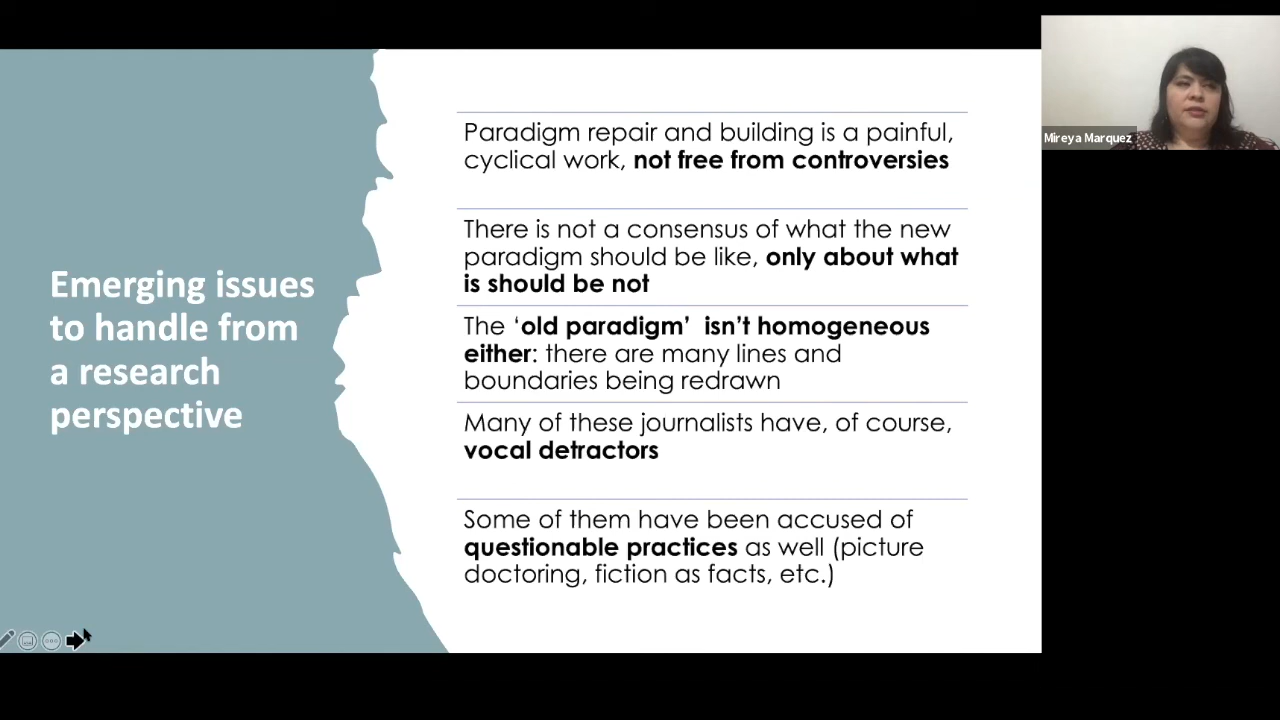 Emerging issues
to handle from
a research
perspective
Paradigm repair and building is a painful,
cyclical work, not free from controversies
There is not a consensus of what the new
paradigm should be like, only about what
is should be not
The ‘old paradigm’ isn’t homogeneous
either: there are many lines and
boundaries being redrawn
Many of these journalists have, of course,
vocal detractors
Some of them have been accused of
questionable practices as well (picture
doctoring, fiction as facts, etc.)
Mireya Marquez